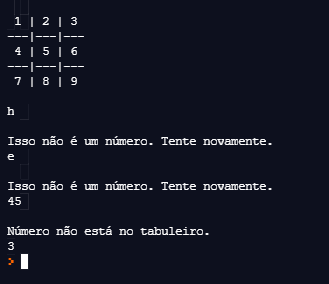 1 | 2 | 3
---|---|---
4 | 5 | 6
---|---|---
7 | 8 | 9
h
Isso não é um número. Tente novamente.
e
Isso não é um número. Tente novamente.
45
Número não está no tabuleiro.
3
>